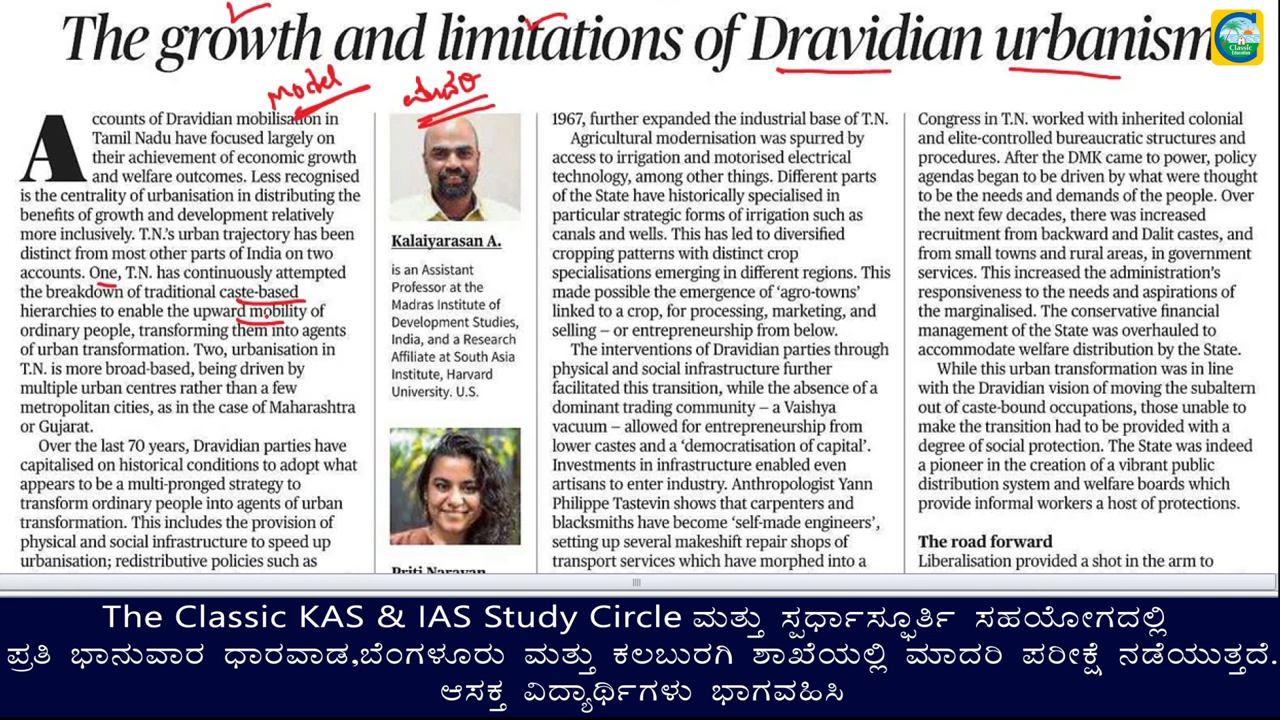 The growth and limitations of Dravidian urbanism
Classic
Education
model
Accounts of Dravidian mobilisation in
Tamil Nadu have focused largely on
their achievement of economic growth
and welfare outcomes. Less recognised
is the centrality of urbanisation in distributing the
benefits of growth and development relatively
more inclusively. T.N.'s urban trajectory has been
distinct from most other parts of India on two
accounts. One, T.N. has continuously attempted
the breakdown of traditional caste-based
hierarchies to enable the upward mobility of
ordinary people, transforming them into agents
of urban transformation. Two, urbanisation in
T.N. is more broad-based, being driven by
multiple urban centres rather than a few
metropolitan cities, as in the case of Maharashtra
or Gujarat.
Over the last 70 years, Dravidian parties have
capitalised on historical conditions to adopt what
appears to be a multi-pronged strategy to
transform ordinary people into agents of urban
transformation. This includes the provision of
physical and social infrastructure to speed up
urbanisation; redistributive policies such as
Kalaiyarasan A.
is an Assistant
Professor at the
Madras Institute of
Development Studies,
India, and a Research
Affiliate at South Asia
Institute, Harvard
University. U.S.
Priti Narayan
1967, further expanded the industrial base of T.N.
Agricultural modernisation was spurred by
access to irrigation and motorised electrical
technology, among other things. Different parts
of the State have historically specialised in
particular strategic forms of irrigation such as
canals and wells. This has led to diversified
cropping patterns with distinct crop
specialisations emerging in different regions. This
made possible the emergence of 'agro-towns'
linked to a crop, for processing, marketing, and
selling – or entrepreneurship from below.
The interventions of Dravidian parties through
physical and social infrastructure further
facilitated this transition, while the absence of a
dominant trading community – a Vaishya
vacuum – allowed for entrepreneurship from
lower castes and a 'democratisation of capital'.
Investments in infrastructure enabled even
artisans to enter industry. Anthropologist Yann
Philippe Tastevin shows that carpenters and
blacksmiths have become 'self-made engineers',
setting up several makeshift repair shops of
transport services which have morphed into a
Congress in T.N. worked with inherited colonial
and elite-controlled bureaucratic structures and
procedures. After the DMK came to power, policy
agendas began to be driven by what were thought
to be the needs and demands of the people. Over
the next few decades, there was increased
recruitment from backward and Dalit castes, and
from small towns and rural areas, in government
services. This increased the administration's
responsiveness to the needs and aspirations of
the marginalised. The conservative financial
management of the State was overhauled to
accommodate welfare distribution by the State.
While this urban transformation was in line
with the Dravidian vision of moving the subaltern
out of caste-bound occupations, those unable to
make the transition had to be provided with a
degree of social protection. The State was indeed
a pioneer in the creation of a vibrant public
distribution system and welfare boards which
provide informal workers a host of protections.
The road forward
Liberalisation provided a shot in the arm to
The Classic KAS & IAS Study Circle ಮತ್ತು ಸ್ಪರ್ಧಾಸ್ಫೂರ್ತಿ ಸಹಯೋಗದಲ್ಲಿ
ಪ್ರತಿ ಭಾನುವಾರ ಧಾರವಾಡ,ಬೆಂಗಳೂರು ಮತ್ತು ಕಲಬುರಗಿ ಶಾಖೆಯಲ್ಲಿ ಮಾದರಿ ಪರೀಕ್ಷೆ ನಡೆಯುತ್ತದೆ.
ಆಸಕ್ತ ವಿದ್ಯಾರ್ಥಿಗಳು ಭಾಗವಹಿಸಿ